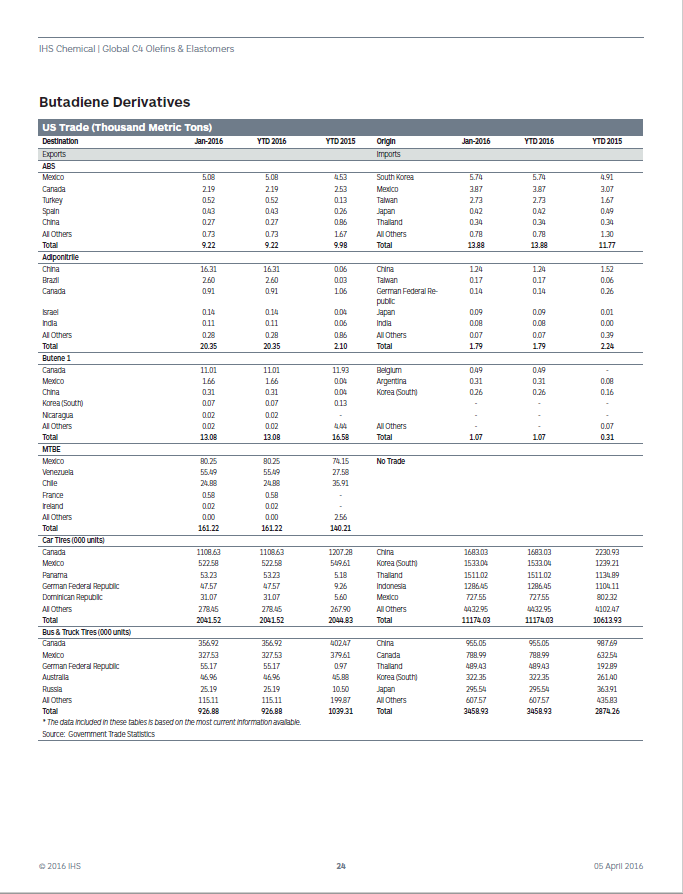 IHS Chemical | Global C4 Olefins & Elastomers
Butadiene Derivatives
US Trade (Thousand Metric Tons)
Destination Jan-2016 YTD 2016 YTD 2015 Origin Jan-2016 YTD 2016 YTD 2015
Exports Imports
ABS
Mexico 5.08 5.08 4.53 South Korea 5.74 5.74 4.91
Canada 2.19 2.19 2.53 Mexico 3.87 3.87 3.07
Turkey 0.52 0.52 0.13 Taiwan 2.73 2.73 1.67
Spain 0.43 0.43 0.26 Japan 0.42 0.42 0.49
China 0.27 0.27 0.86 Thailand 0.34 0.34 0.34
All Others 0.73 0.73 1.67 All Others 0.78 0.78 1.30
Total 9.22 9.22 9.98 Total 13.88 13.88 11.77
Adiponitrile
China 16.31 16.31 0.06 China 1.24 1.24 1.52
Brazil 2.60 2.60 0.03 Taiwan 0.17 0.17 0.06
Canada 0.91 0.91 1.06 German Federal Re- 0.14 0.14 0.26
public
Israel 0.14 0.14 0.04 Japan 0.09 0.09 0.01
India 0.11 0.11 0.06 India 0.08 0.08 0.00
All Others 0.28 0.28 0.86 All Others 0.07 0.07 0.39
Total 20.35 20.35 2.10 Total 1.79 1.79 2.24
Butene 1
Canada 11.01 11.01 11.93 Belgium 0.49 0.49 -
Mexico 1.66 1.66 0.04 Argentina 0.31 0.31 0.08
China 0.31 0.31 0.04 Korea (South) 0.26 0.26 0.16
Korea (South) 0.07 0.07 0.13 - - -
Nicaragua 0.02 0.02 - - - -
All Others 0.02 0.02 4.44 All Others - - 0.07
Total 13.08 13.08 16.58 Total 1.07 1.07 0.31
MTBE
Mexico 80.25 80.25 74.15 No Trade
Venezuela 55.49 55.49 27.58
Chile 24.88 24.88 35.91
France 0.58 0.58 -
Ireland 0.02 0.02 -
All Others 0.00 0.00 2.56
Total 161.22 161.22 140.21
Car Tires (000 units)
Canada 1108.63 1108.63 1207.28 China 1683.03 1683.03 2230.93
Mexico 522.58 522.58 549.61 Korea (South) 1533.04 1533.04 1239.21
Panama 53.23 53.23 5.18 Thailand 1511.02 1511.02 1134.89
German Federal Republic 47.57 47.57 9.26 Indonesia 1286.45 1286.45 1104.11
Dominican Republic 31.07 31.07 5.60 Mexico 727.55 727.55 802.32
All Others 278.45 278.45 267.90 All Others 4432.95 4432.95 4102.47
Total 2041.52 2041.52 2044.83 Total 11174.03 11174.03 10613.93
Bus & Truck Tires (000 units)
Canada 356.92 356.92 402.47 China 955.05 955.05 987.69
Mexico 327.53 327.53 379.61 Canada 788.99 788.99 632.54
German Federal Republic 55.17 55.17 0.97 Thailand 489.43 489.43 192.89
Australia 46.96 46.96 45.88 Korea (South) 322.35 322.35 261.40
Russia 25.19 25.19 10.50 Japan 295.54 295.54 363.91
All Others 115.11 115.11 199.87 All Others 607.57 607.57 435.83
Total 926.88 926.88 1039.31 Total 3458.93 3458.93 2874.26
* The data included in these tables is based on the most current information available.
Source: Government Trade Statistics
© 2016 IHS 24 05 April 2016